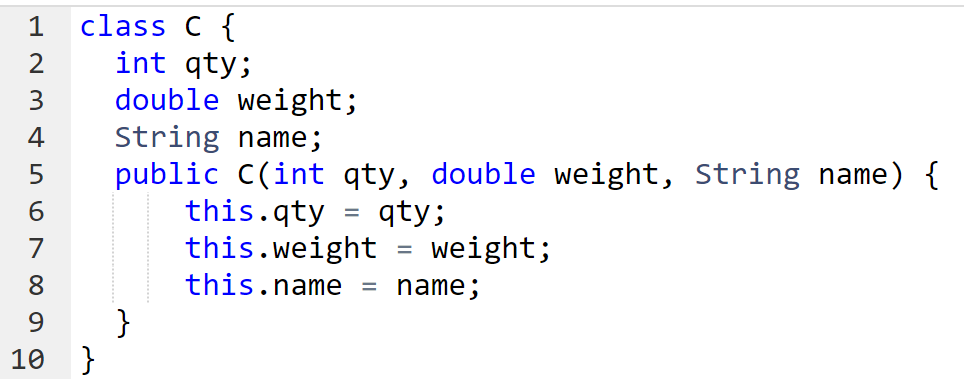 1 class C {
2   int qty;
3   double weight;
4   String name;
5   public C(int qty, double weight, String name) {
6       this.qty = qty;
7       this.weight = weight;
8       this.name = name;
9   }
10 }